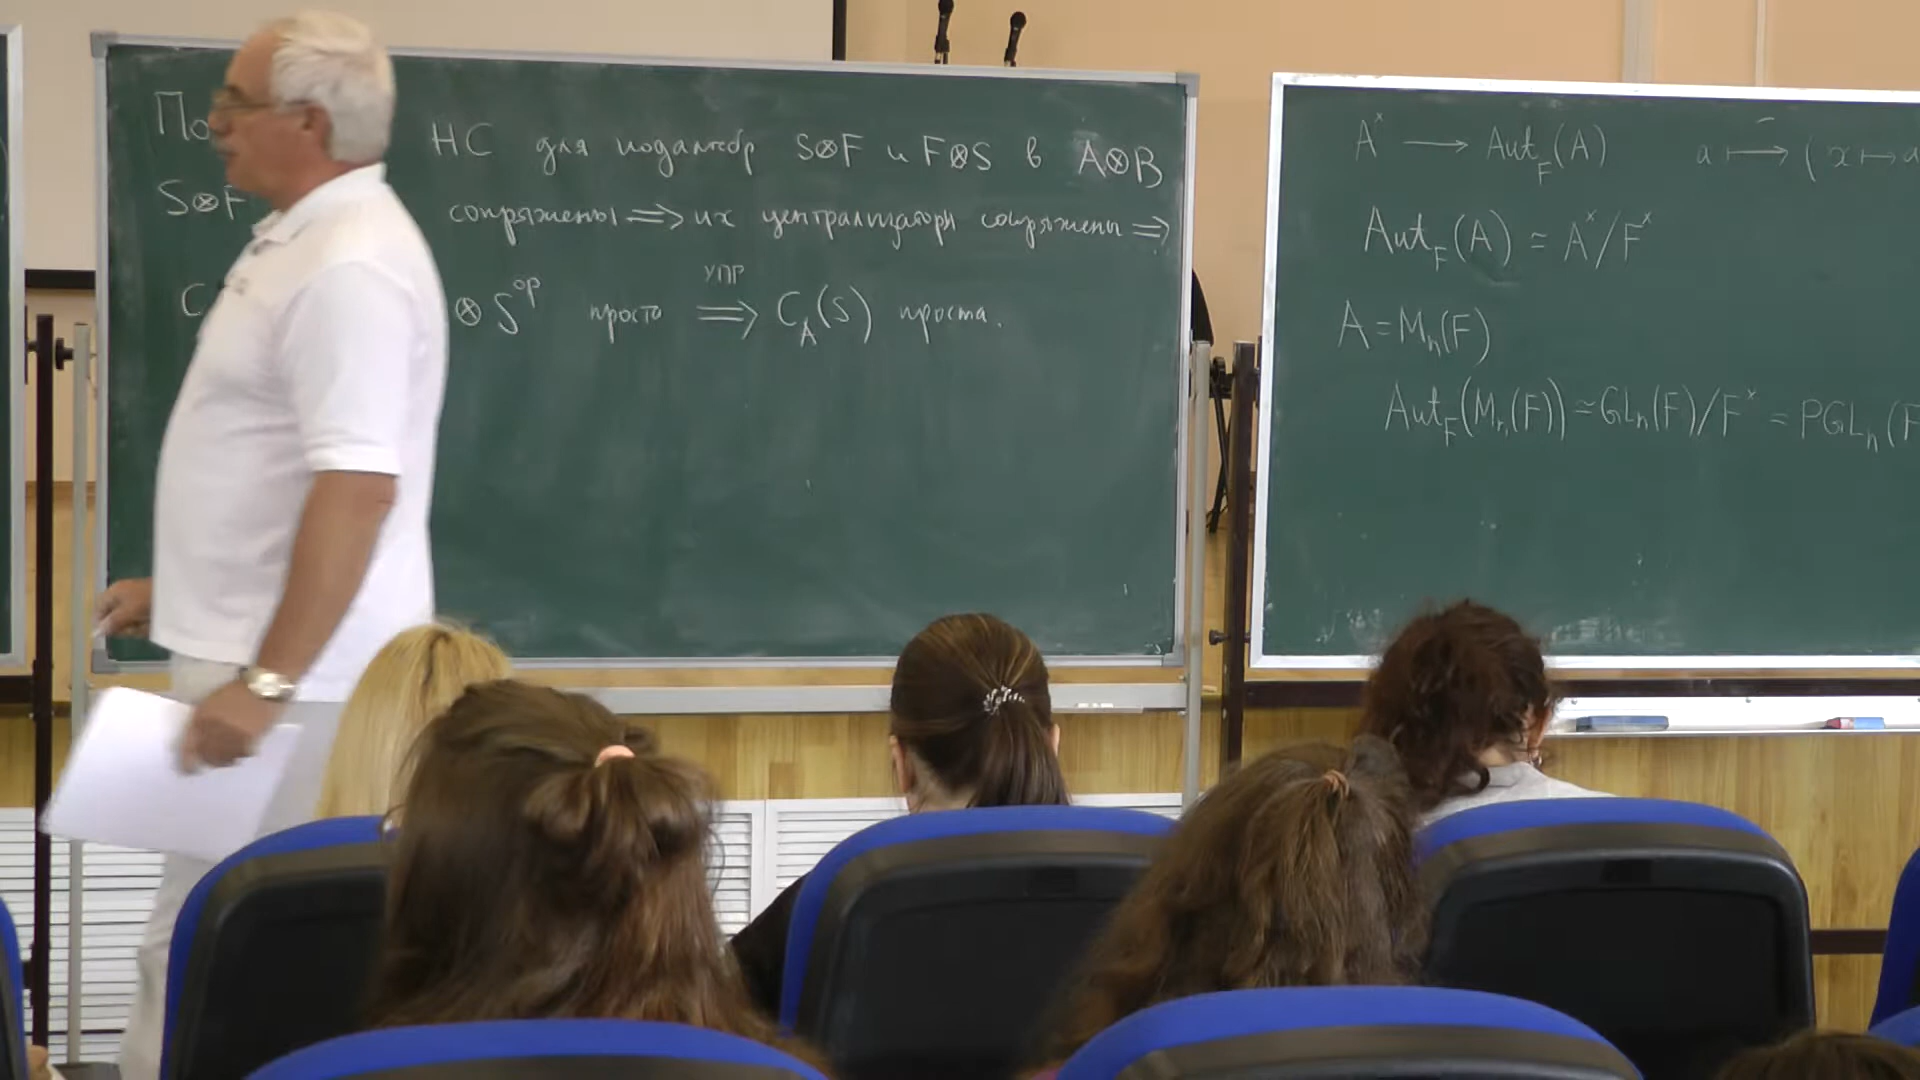 По НС для подалгебр S⊗F и F⊗S в A⊗B
S⊗F сопряжены ⟹ их централизаторы сопряжены ⟹
C ⊗ S^op просто ⟹ C_A(S) проста.
УПР
A^× ⟶ Aut_F(A) a ⟼ (x ⟼ a
Aut_F(A) = A^×/F^×
A = M_n(F)
Aut_F(M_n(F)) ≃ GL_n(F)/F^× = PGL_n(F